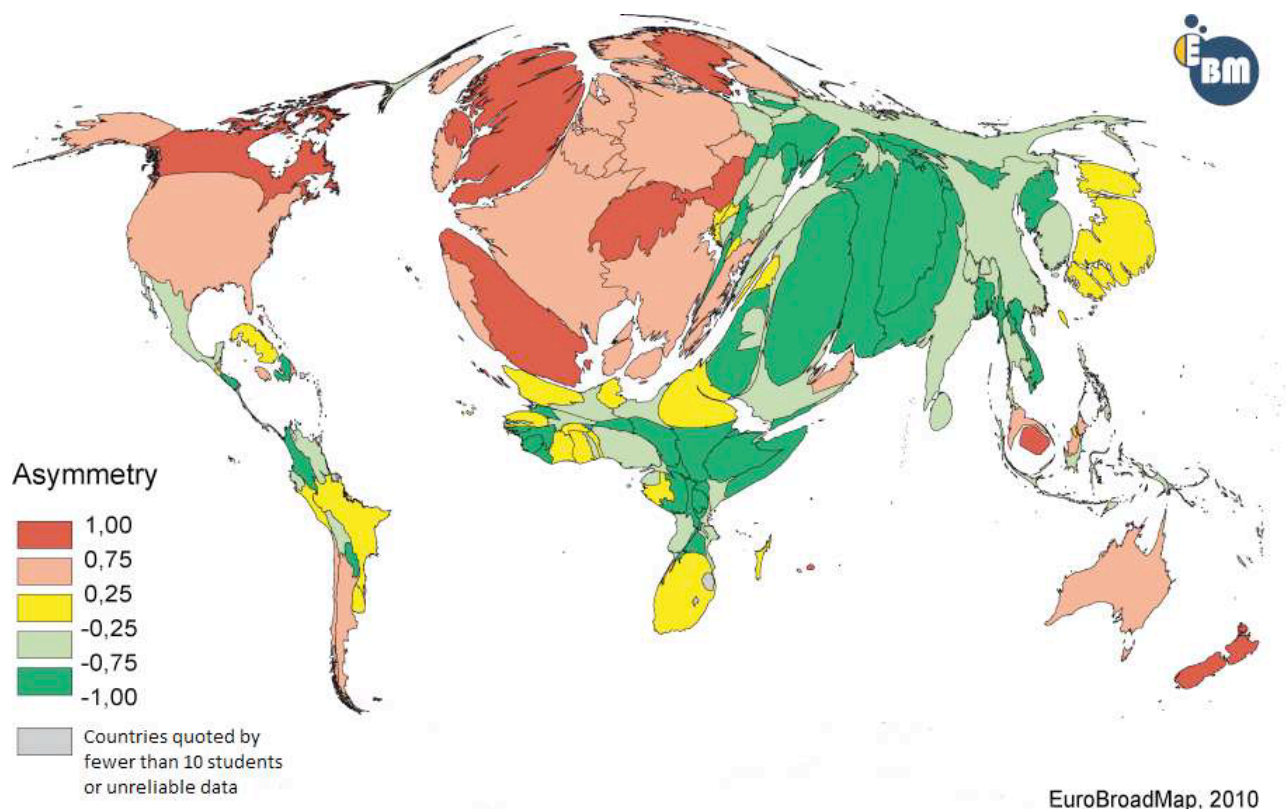 EBM
Asymmetry
1,00
0,75
0,25
-0,25
-0,75
-1,00
Countries quoted by
fewer than 10 students
or unreliable data
EuroBroadMap, 2010